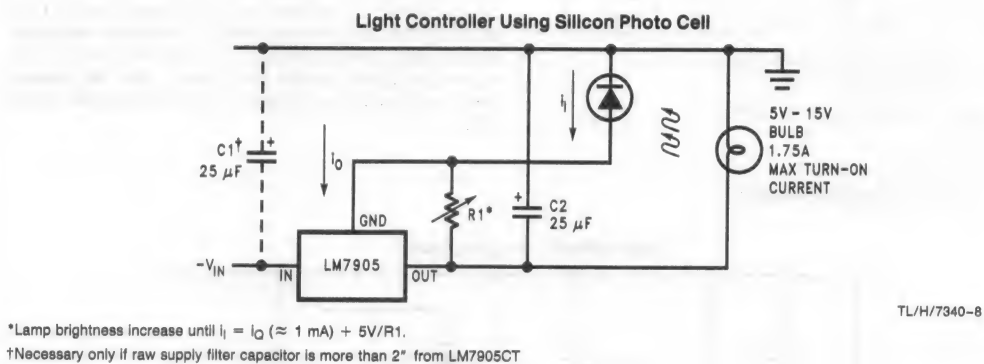 Light Controller Using Silicon Photo Cell
C1†
+
25 µF
iQ
iI
5V – 15V
BULB
1.75A
MAX TURN-ON
CURRENT
GND
R1*
+
C2
25 µF
-VIN
IN
LM7905
OUT
TL/H/7340–8
*Lamp brightness increase until iI = iQ (≈ 1 mA) + 5V/R1.
†Necessary only if raw supply filter capacitor is more than 2" from LM7905CT